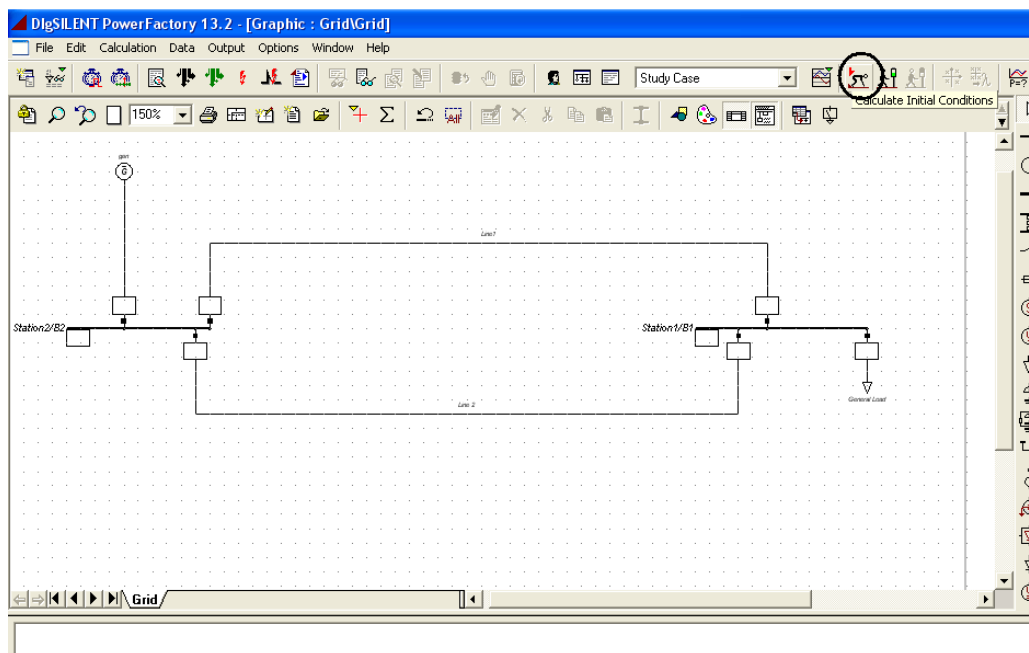 DIgSILENT PowerFactory 13.2 - [Graphic : Grid\Grid]
File Edit Calculation Data Output Options Window Help
Study Case
Calculate Initial Conditions
150%
gen
G
Line1
Station2/B2
Station1/B1
Line 2
General Load
Grid